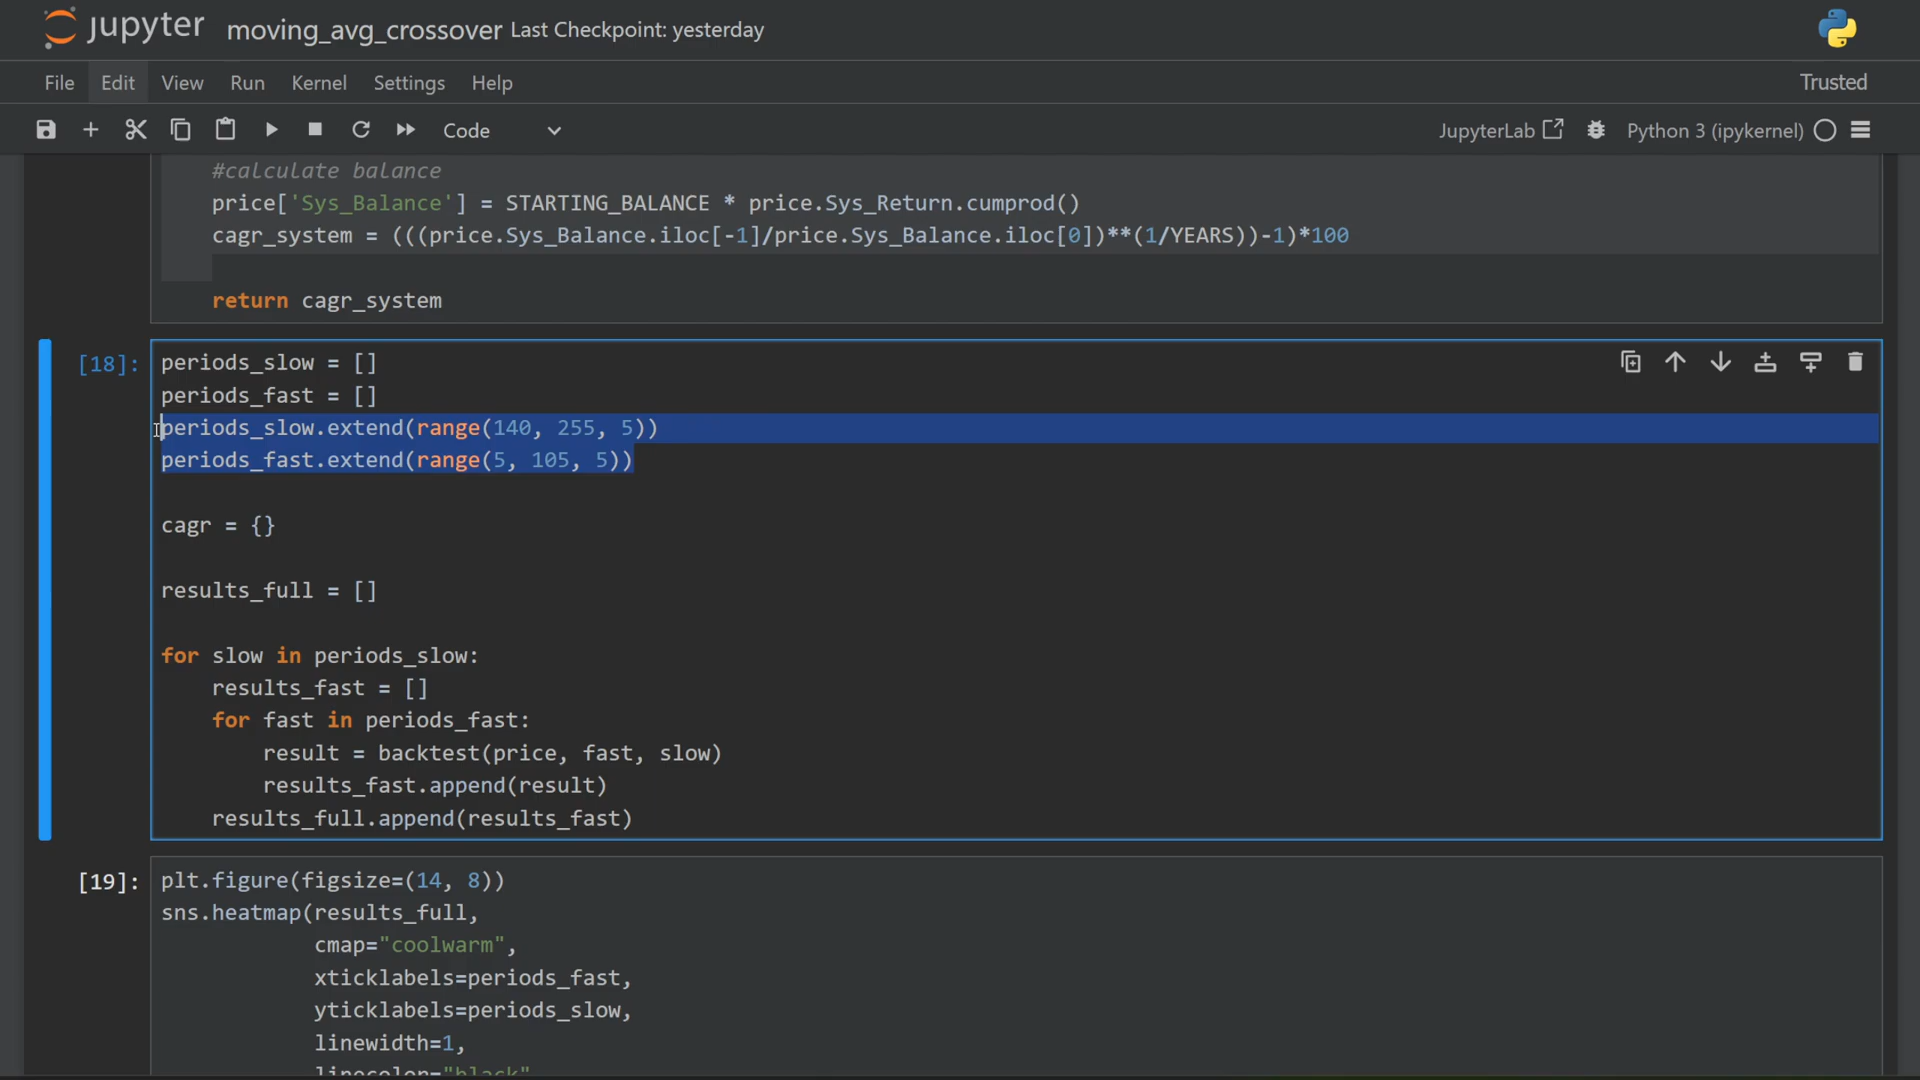 jupyter moving_avg_crossover Last Checkpoint: yesterday
File Edit View Run Kernel Settings Help Trusted
Code JupyterLab Python 3 (ipykernel)
#calculate balance
price['Sys_Balance'] = STARTING_BALANCE * price.Sys_Return.cumprod()
cagr_system = (((price.Sys_Balance.iloc[-1]/price.Sys_Balance.iloc[0])**(1/YEARS))-1)*100
return cagr_system
[18]:
periods_slow = []
periods_fast = []
periods_slow.extend(range(140, 255, 5))
periods_fast.extend(range(5, 105, 5))
cagr = {}
results_full = []
for slow in periods_slow:
    results_fast = []
    for fast in periods_fast:
        result = backtest(price, fast, slow)
        results_fast.append(result)
    results_full.append(results_fast)
[19]:
plt.figure(figsize=(14, 8))
sns.heatmap(results_full,
            cmap="coolwarm",
            xticklabels=periods_fast,
            yticklabels=periods_slow,
            linewidth=1,
            linecolor="black"